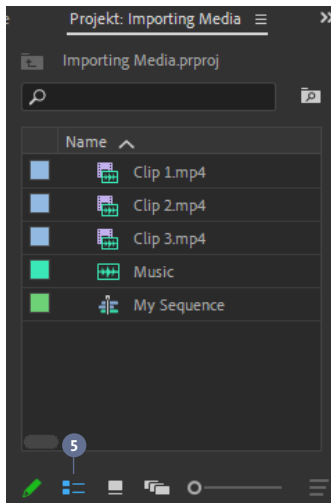 Projekt: Importing Media
Importing Media.prproj
Name
Clip 1.mp4
Clip 2.mp4
Clip 3.mp4
Music
My Sequence
5